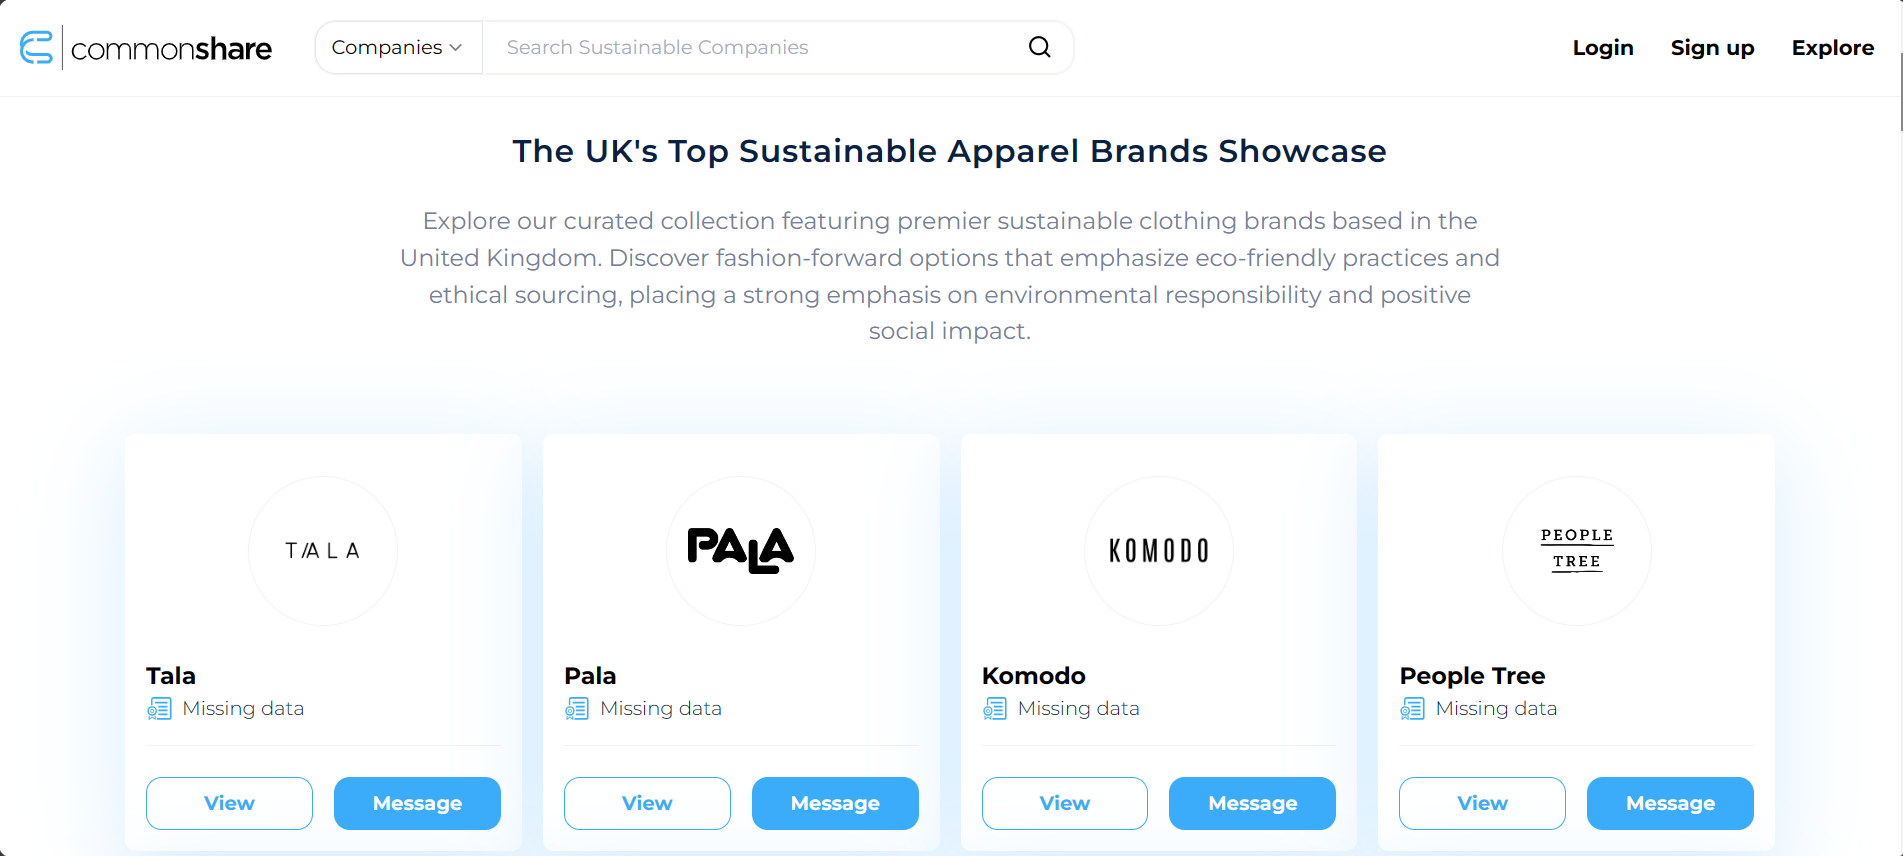 commonshare
Companies
Search Sustainable Companies
Login
Sign up
Explore
The UK's Top Sustainable Apparel Brands Showcase
Explore our curated collection featuring premier sustainable clothing brands based in the
United Kingdom. Discover fashion-forward options that emphasize eco-friendly practices and
ethical sourcing, placing a strong emphasis on environmental responsibility and positive
social impact.
TALA
Tala
Missing data
View
Message
PALA
Pala
Missing data
View
Message
KOMODO
Komodo
Missing data
View
Message
PEOPLE
TREE
People Tree
Missing data
View
Message